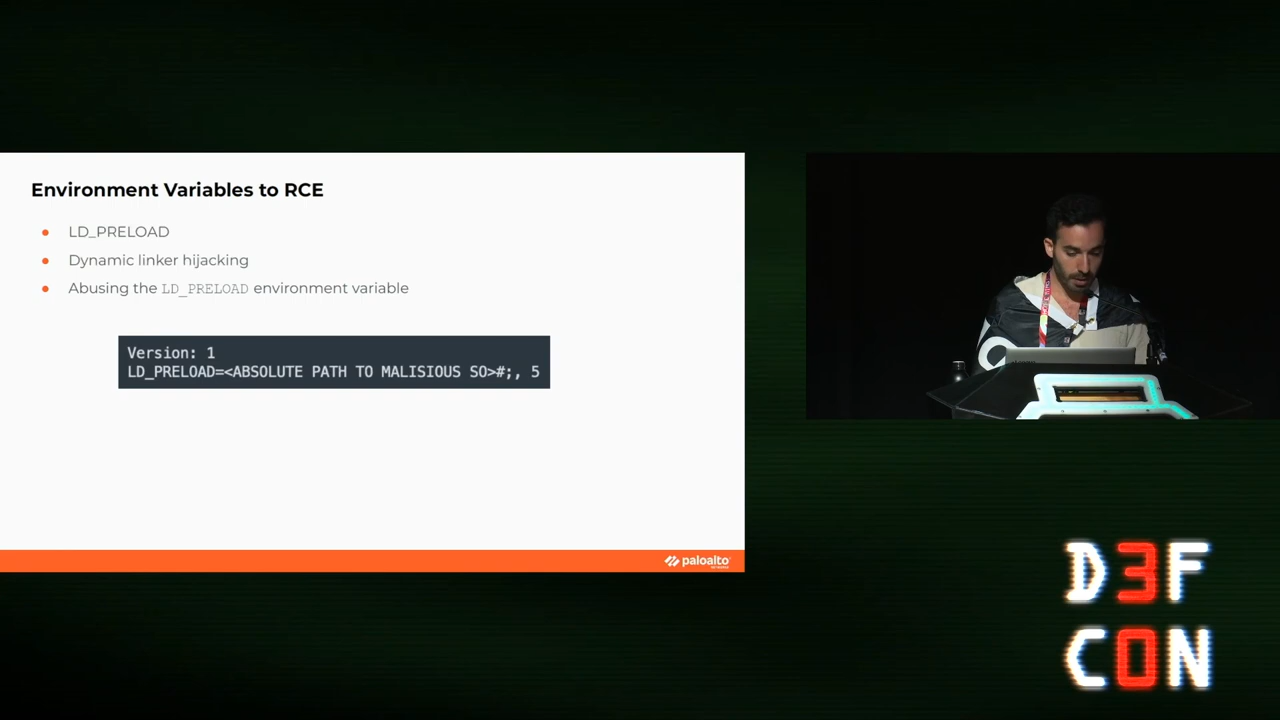 Environment Variables to RCE
LD_PRELOAD
Dynamic linker hijacking
Abusing the LD_PRELOAD environment variable
Version: 1
LD_PRELOAD=<ABSOLUTE PATH TO MALISIOUS SO>#;, 5
paloalto
D3F
C0N